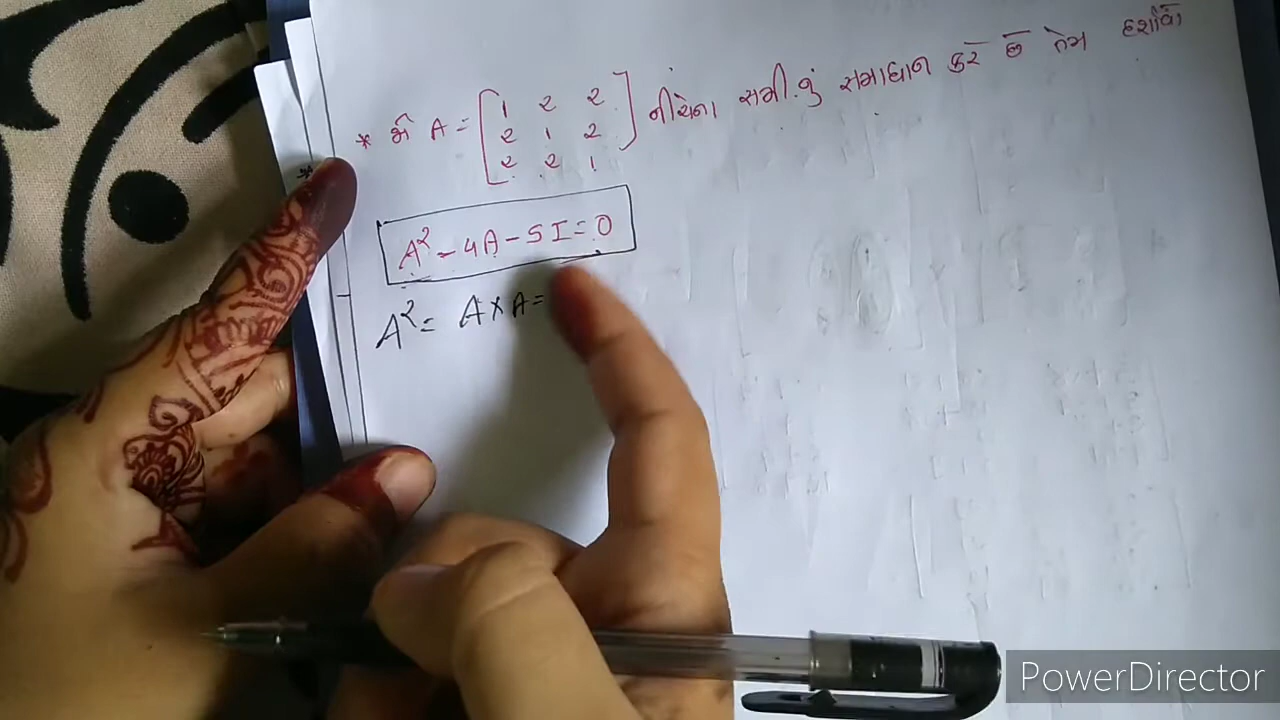 * જો A = [ 1 2 2 ] નીચેના સમી.નું સમાધાન કરે છે તેમ દર્શાવો
2 1 2
2 2 1
A² - 4A - 5I = 0
A² = A × A =
PowerDirector